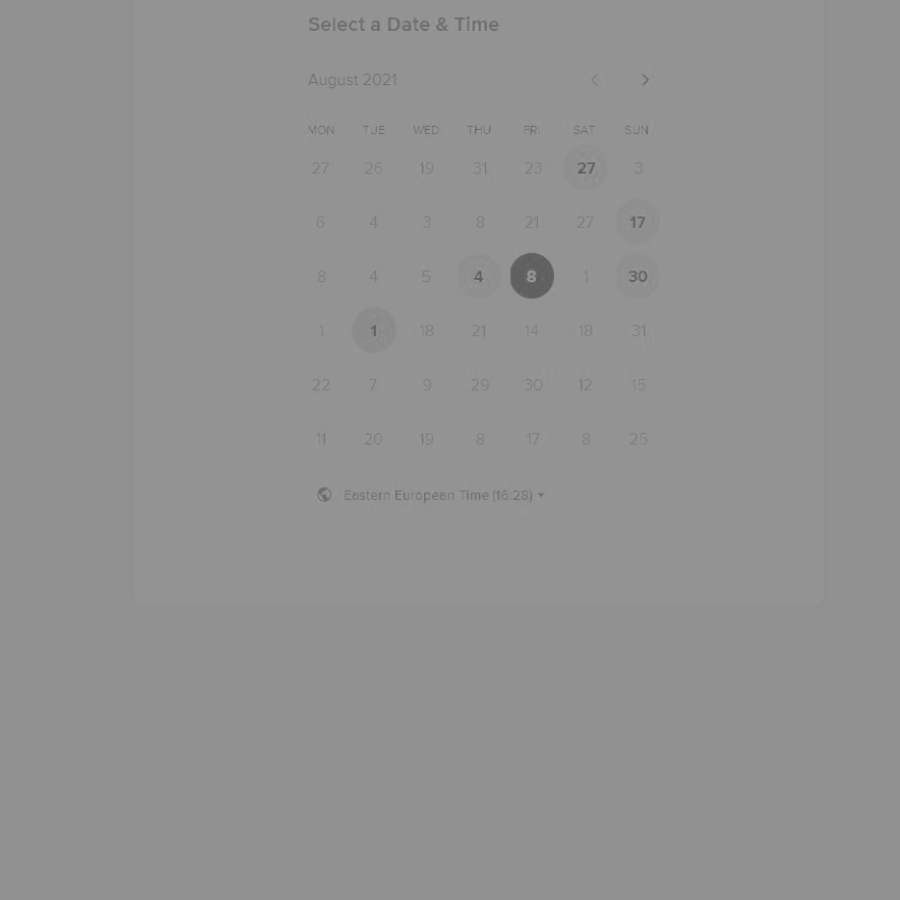 Select a Date & Time
August 2021
MON TUE WED THU FRI SAT SUN
27 26 19 31 23 27 3
6 4 3 8 21 27 17
8 4 5 4 8 1 30
1 1 18 21 14 18 31
22 7 9 29 30 12 15
11 20 19 8 17 8 25
Eastern European Time (16:28)